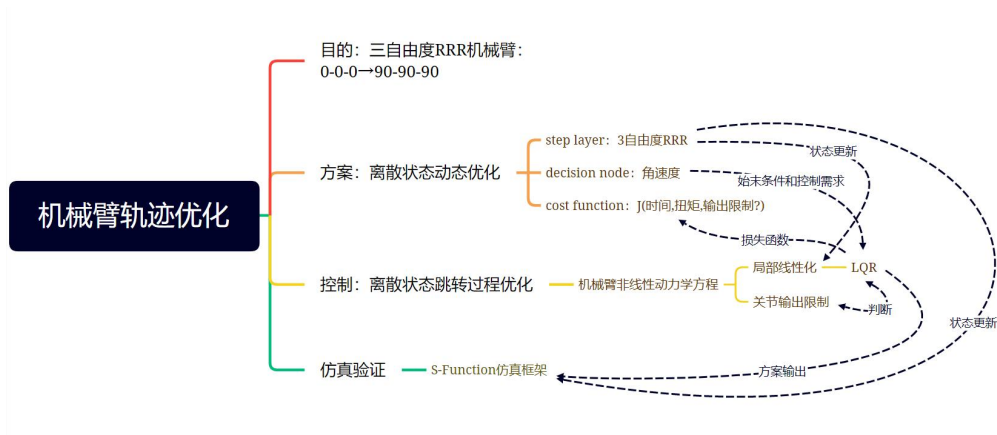 机械臂轨迹优化
目的：三自由度RRR机械臂：
0-0-0→90-90-90
方案：离散状态动态优化
step layer：3自由度RRR
decision node：角速度
cost function：J(时间,扭矩,输出限制?)
状态更新
始末条件和控制需求
损失函数
控制：离散状态跳转过程优化
机械臂非线性动力学方程
局部线性化
LQR
关节输出限制
判断
状态更新
仿真验证
S-Function仿真框架
方案输出